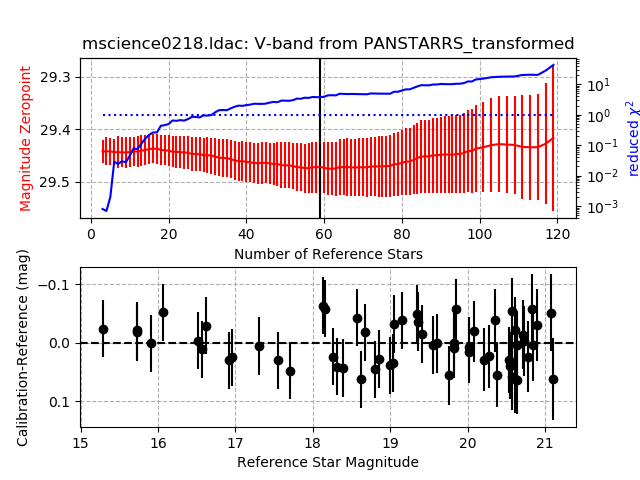 mscience0218.ldac: V-band from PANSTARRS_transformed
Magnitude Zeropoint
29.3
29.4
29.5
0 20 40 60 80 100 120
Number of Reference Stars
10¹
10⁰
10⁻¹
10⁻²
10⁻³
reduced χ²
Calibration-Reference (mag)
−0.1
0.0
0.1
15 16 17 18 19 20 21
Reference Star Magnitude